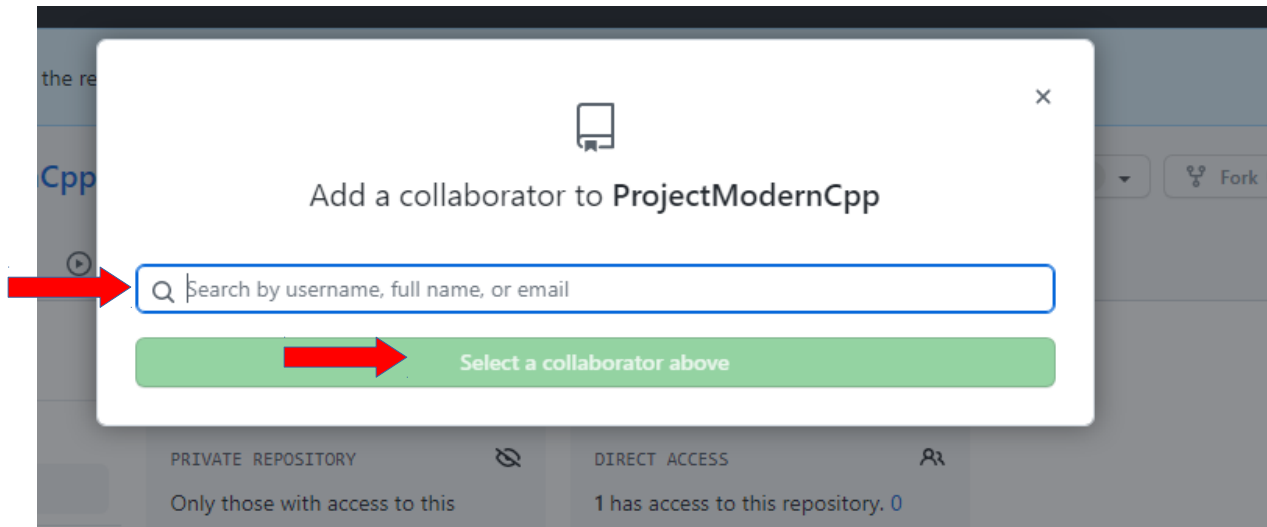 the re
Cpp
Fork
Add a collaborator to ProjectModernCpp
Search by username, full name, or email
Select a collaborator above
PRIVATE REPOSITORY
DIRECT ACCESS
Only those with access to this
1 has access to this repository. 0